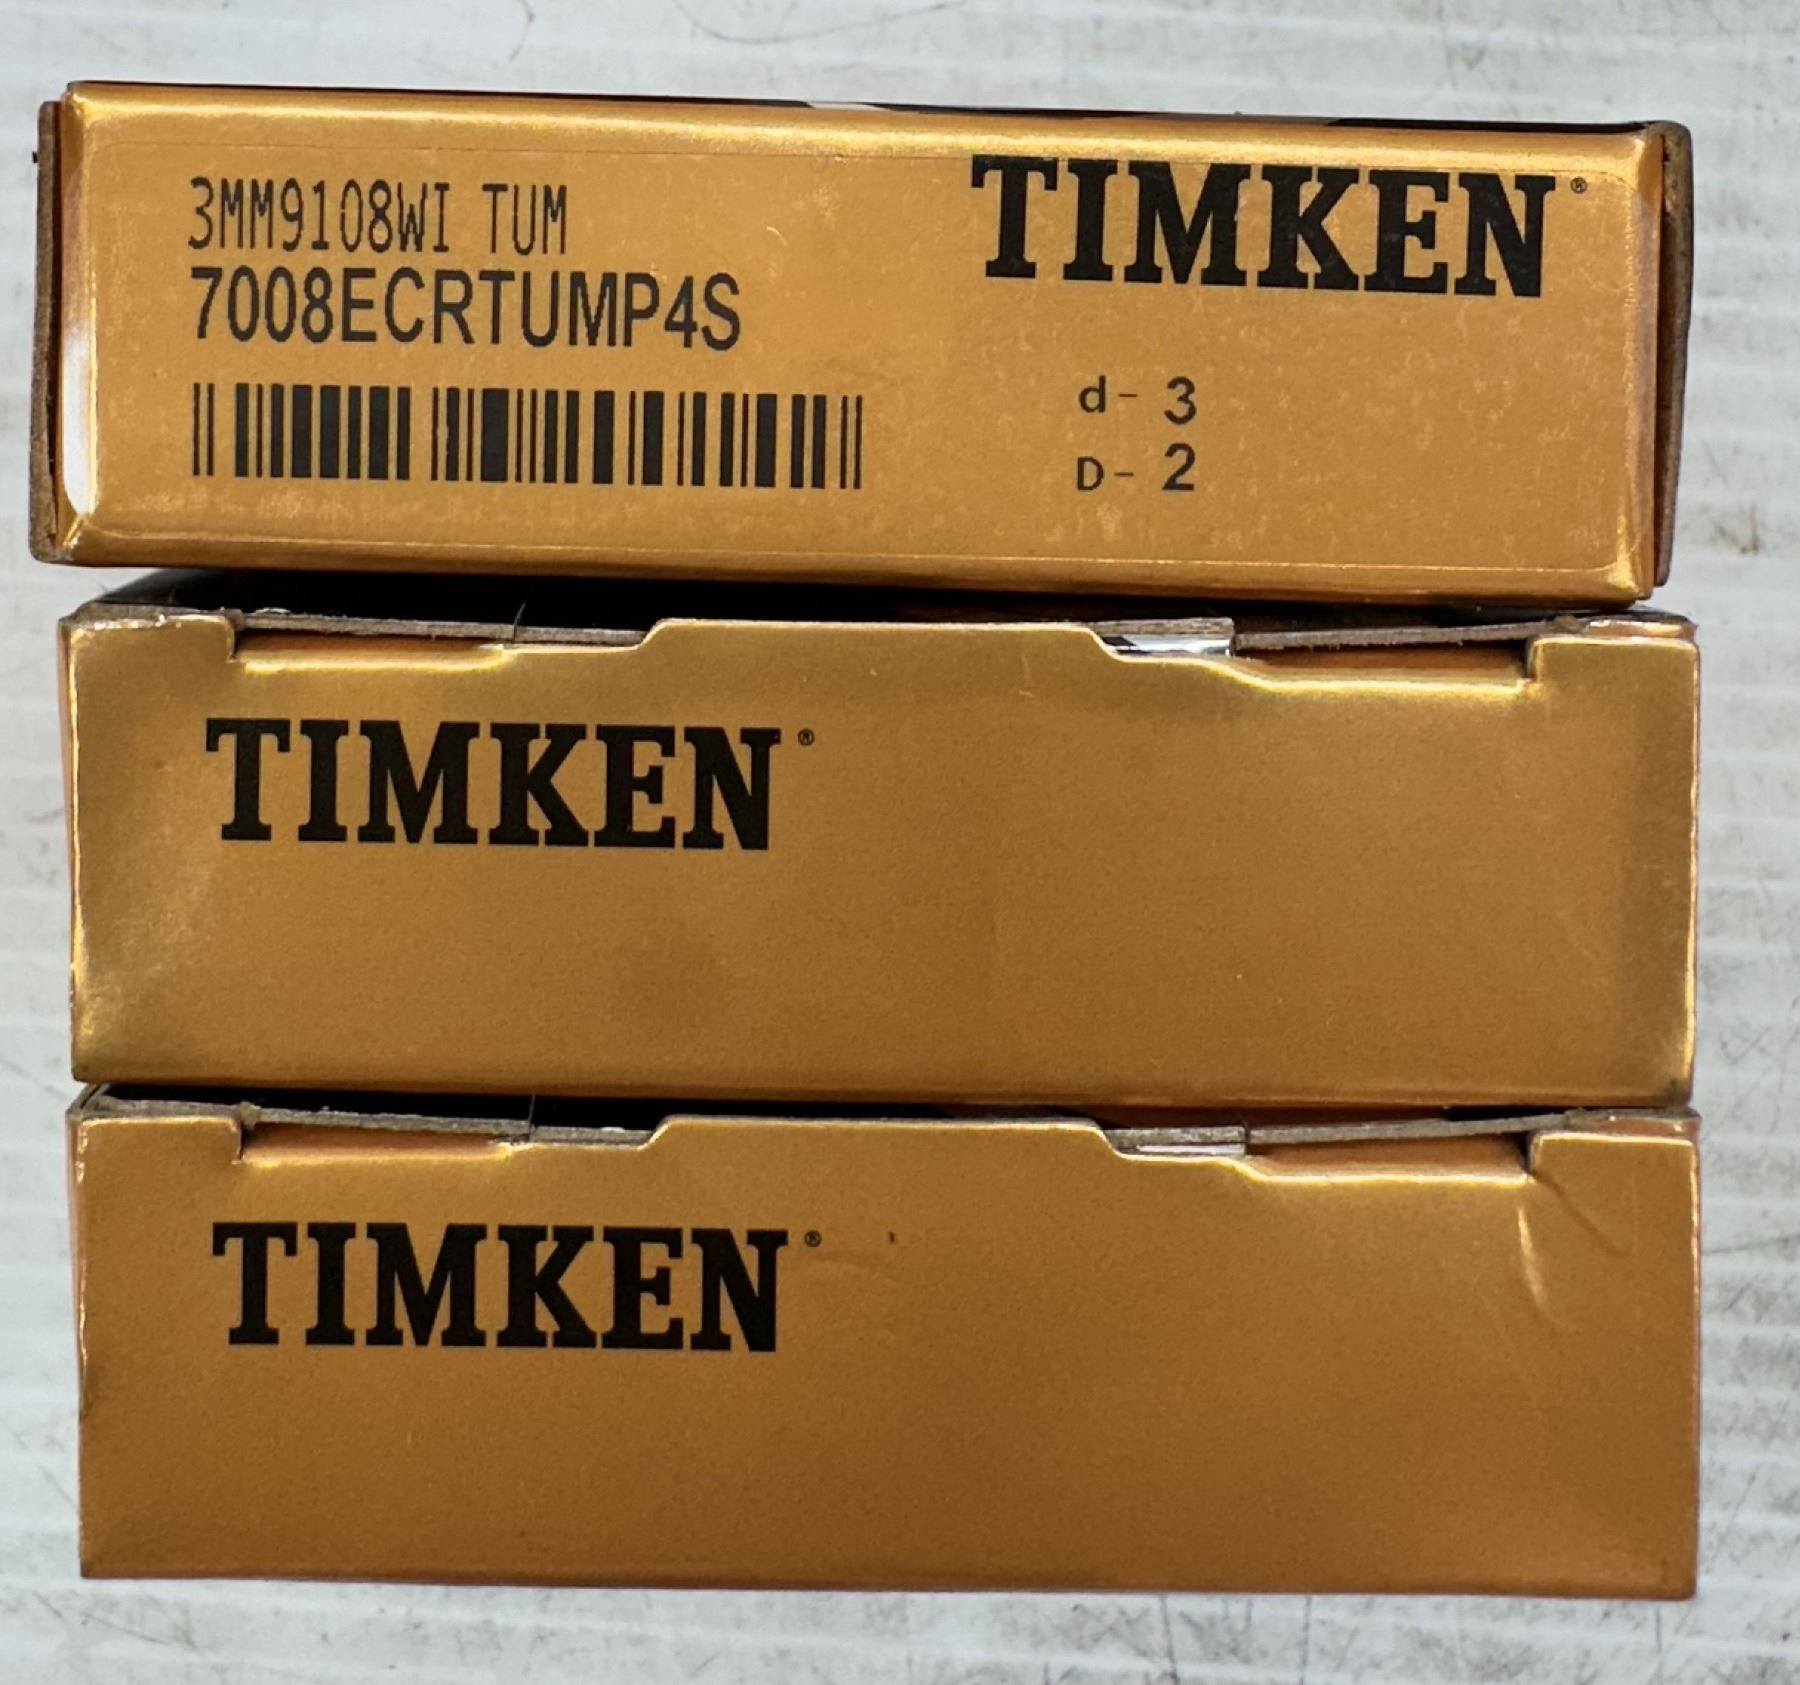 3MM9108WI TUM
7008ECRTUMP4S
TIMKEN®
d- 3
D- 2
TIMKEN®
TIMKEN®